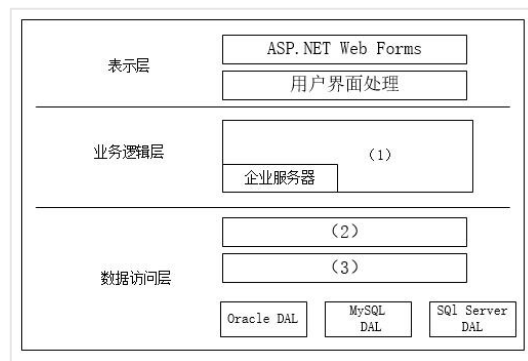 表示层
ASP.NET Web Forms
用户界面处理
业务逻辑层
（1）
企业服务器
（2）
（3）
数据访问层
Oracle DAL
MySQL
DAL
SQl Server
DAL